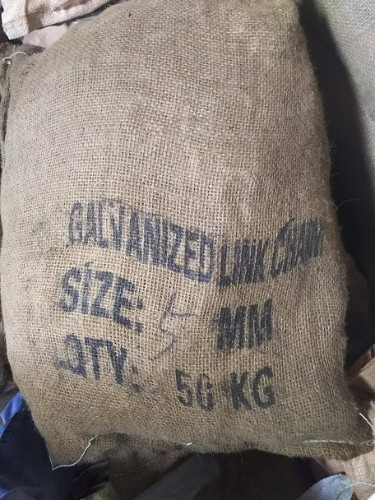 GALVANIZED LINK CHAIN
SIZE: 5 MM
QTY: 50 KG